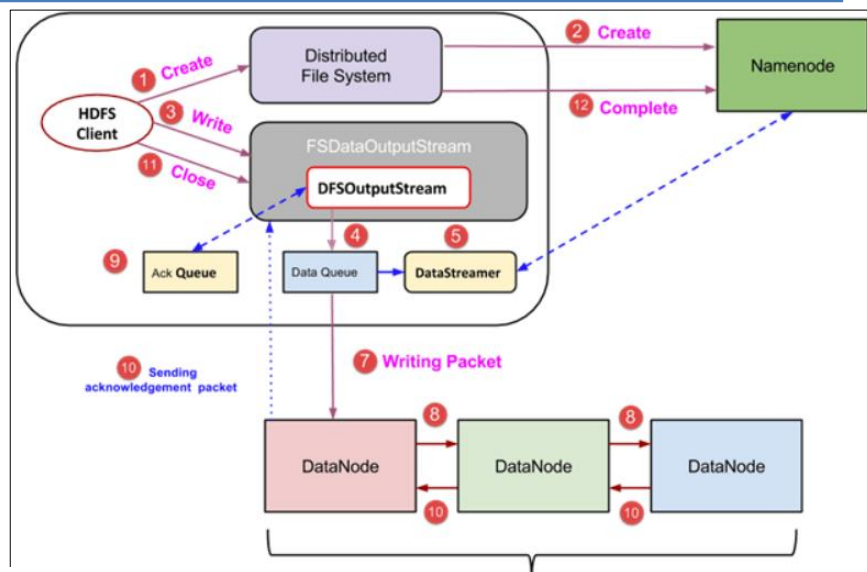 2 Create
Distributed
File System
Namenode
1 Create
12 Complete
HDFS
Client
3 Write
FSDataOutputStream
11 Close
DFSOutputStream
4
5
9
Ack Queue
Data Queue
DataStreamer
7 Writing Packet
10 Sending
acknowledgement packet
8
8
DataNode
DataNode
DataNode
10
10